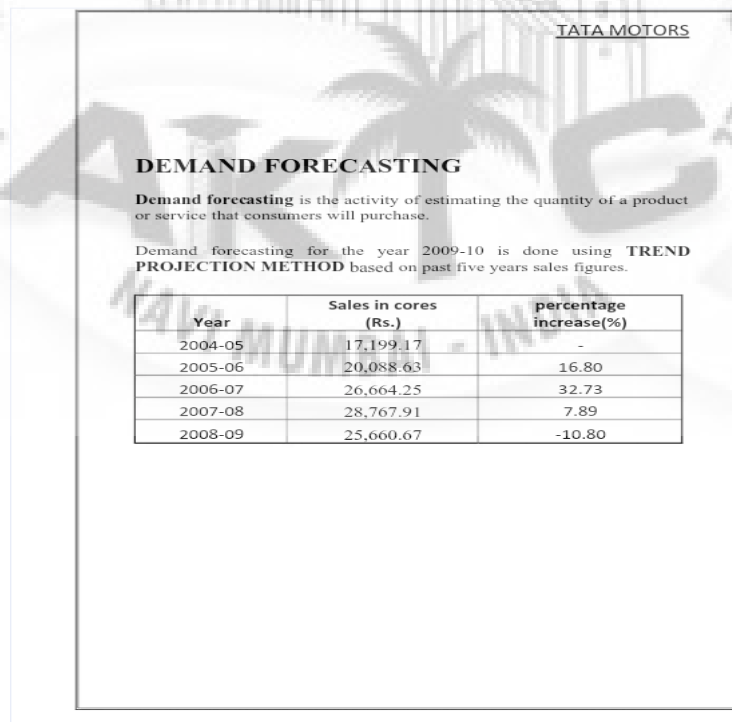 TATA MOTORS
DEMAND FORECASTING
Demand forecasting is the activity of estimating the quantity of a product
or service that consumers will purchase.
Demand forecasting for the year 2009-10 is done using TREND
PROJECTION METHOD based on past five years sales figures.
Year Sales in cores (Rs.) percentage increase(%)
2004-05 17,199.17 -
2005-06 20,088.63 16.80
2006-07 26,664.25 32.73
2007-08 28,767.91 7.89
2008-09 25,660.67 -10.80
NAVI MUMBAI - INDIA